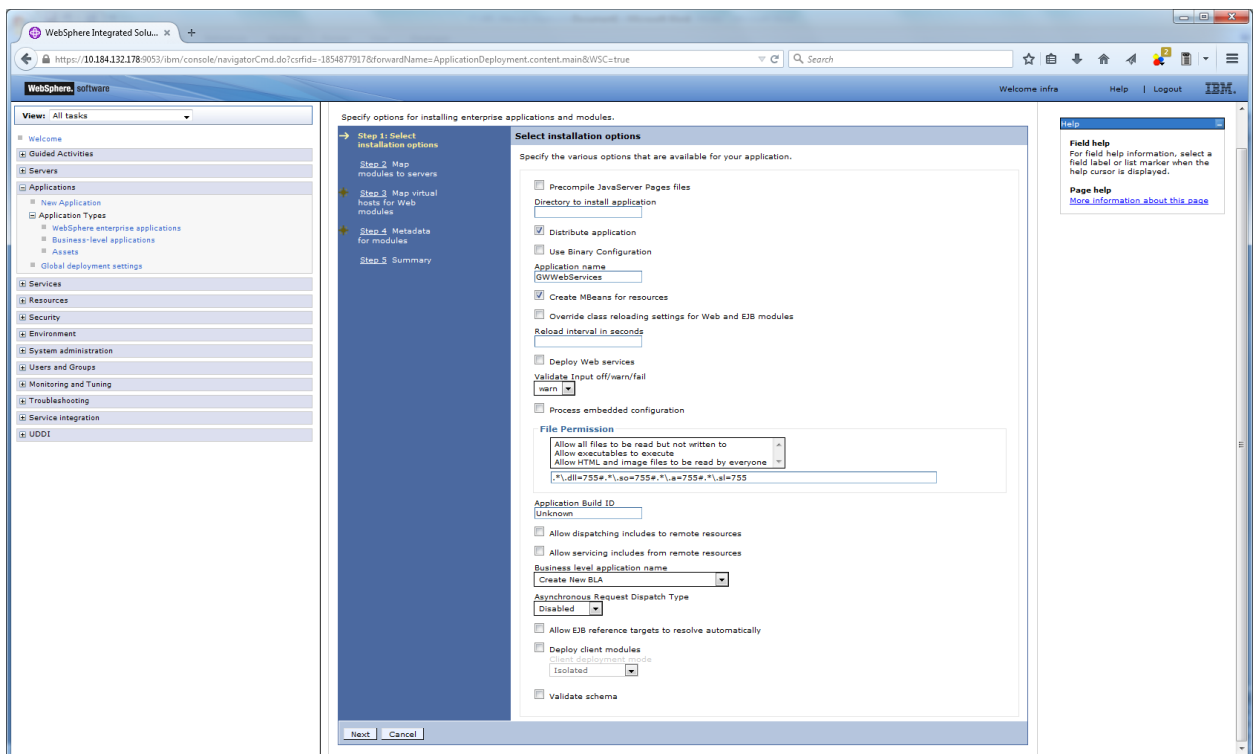 WebSphere Integrated Solu...
https://10.184.132.178:9053/ibm/console/navigatorCmd.do?csrfid=-1854877917&forwardName=ApplicationDeployment.content.main&WSC=true
Search
2
WebSphere. software
Welcome infra
Help | Logout
IBM.
View: All tasks
Welcome
Guided Activities
Servers
Applications
New Application
Application Types
WebSphere enterprise applications
Business-level applications
Assets
Global deployment settings
Services
Resources
Security
Environment
System administration
Users and Groups
Monitoring and Tuning
Troubleshooting
Service integration
UDDI
Specify options for installing enterprise applications and modules.
Step 1: Select
installation options
Step 2 Map
modules to servers
Step 3 Map virtual
hosts for Web
modules
Step 4 Metadata
for modules
Step 5 Summary
Select installation options
Specify the various options that are available for your application.
Precompile JavaServer Pages files
Directory to install application
Distribute application
Use Binary Configuration
Application name
GWWebServices
Create MBeans for resources
Override class reloading settings for Web and EJB modules
Reload interval in seconds
Deploy Web services
Validate Input off/warn/fail
warn
Process embedded configuration
File Permission
Allow all files to be read but not written to
Allow executables to execute
Allow HTML and image files to be read by everyone
.*\.dll=755#.*\.so=755#.*\.a=755#.*\.sl=755
Application Build ID
Unknown
Allow dispatching includes to remote resources
Allow servicing includes from remote resources
Business level application name
Create New BLA
Asynchronous Request Dispatch Type
Disabled
Allow EJB reference targets to resolve automatically
Deploy client modules
Client deployment mode
Isolated
Validate schema
Next
Cancel
Help
Field help
For field help information, select a
field label or list marker when the
help cursor is displayed.
Page help
More information about this page